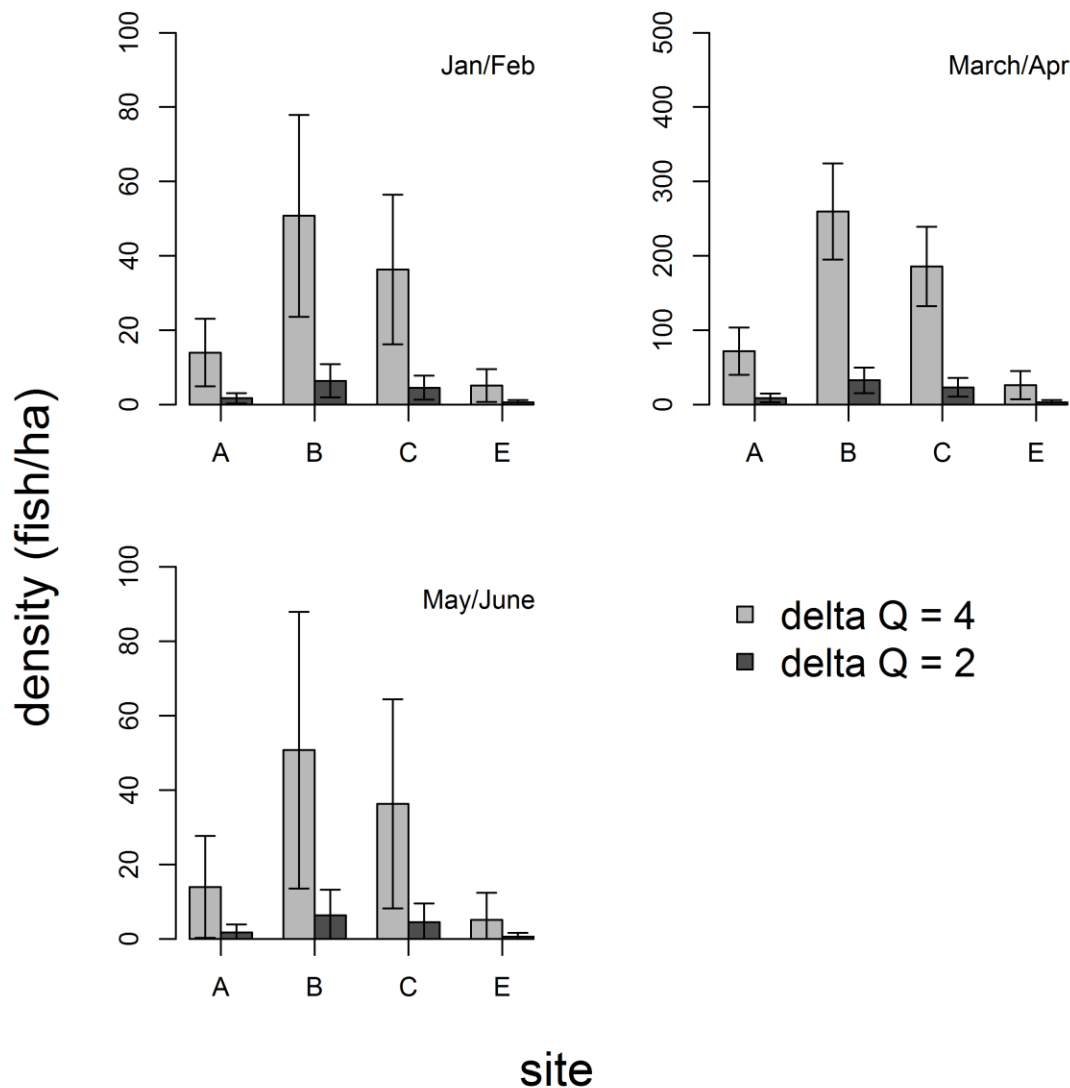 density (fish/ha)
Jan/Feb
100
80
60
40
20
0
A B C E
March/Apr
500
400
300
200
100
0
A B C E
May/June
100
80
60
40
20
0
A B C E
delta Q = 4
delta Q = 2
site